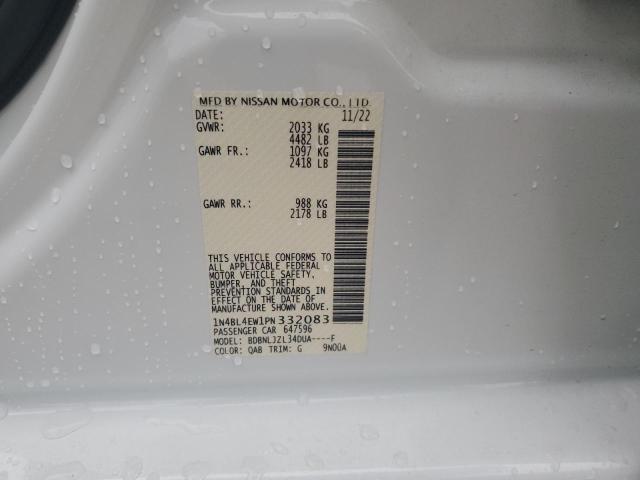 MFD BY NISSAN MOTOR CO., LTD.
DATE: 11/22
GVWR: 2033 KG
4482 LB
GAWR FR.: 1097 KG
2418 LB
GAWR RR.: 988 KG
2178 LB
THIS VEHICLE CONFORMS TO
ALL APPLICABLE FEDERAL
MOTOR VEHICLE SAFETY,
BUMPER, AND THEFT
PREVENTION STANDARDS IN
EFFECT ON THE DATE OF
MANUFACTURE SHOWN ABOVE.
1N4BL4EW1PN332083
PASSENGER CAR 647596
MODEL: BDBNLJZL34DUA----F
COLOR: QAB TRIM: G 9N00A